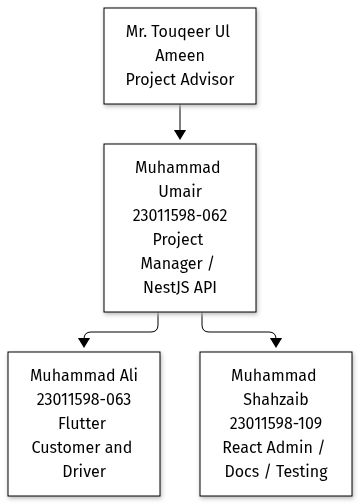 Mr. Touqeer Ul
Ameen
Project Advisor
Muhammad
Umair
23011598-062
Project
Manager /
NestJS API
Muhammad Ali
23011598-063
Flutter
Customer and
Driver
Muhammad
Shahzaib
23011598-109
React Admin /
Docs / Testing